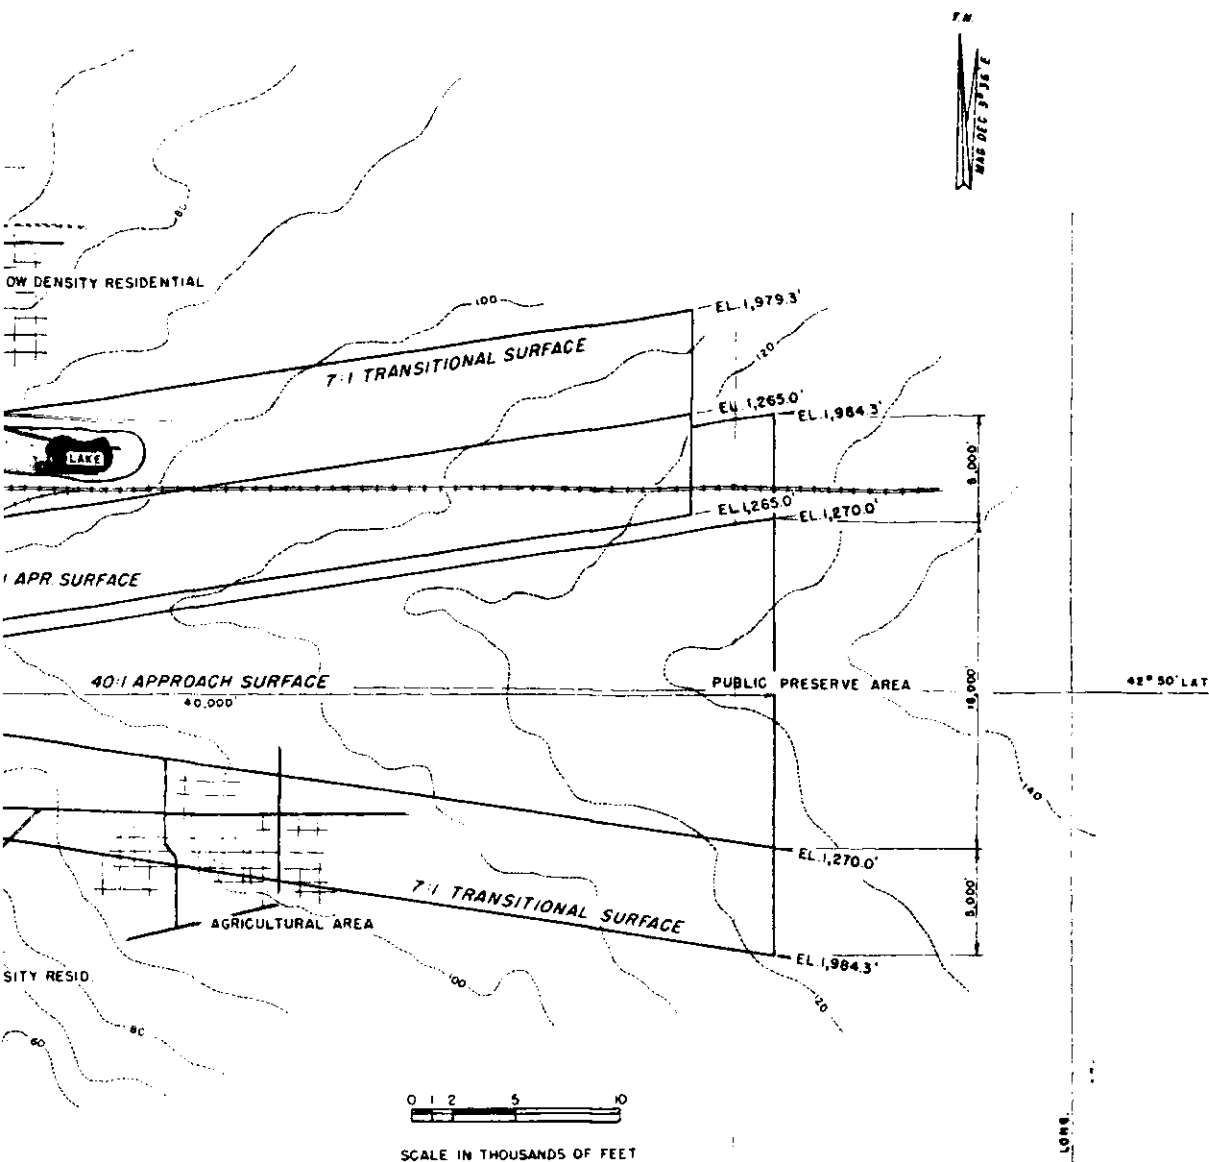 T.N.
MAG DEC 3° 36' E
80
OW DENSITY RESIDENTIAL
100
EL. 1,979.3'
7:1 TRANSITIONAL SURFACE
120
EL. 1,265.0'
EL. 1,984.3'
LAKE
5,000'
EL. 1,265.0'
EL. 1,270.0'
1 APR. SURFACE
40:1 APPROACH SURFACE
40,000'
PUBLIC PRESERVE AREA
42° 50' LAT
16,000'
140
EL. 1,270.0'
7:1 TRANSITIONAL SURFACE
5,000'
AGRICULTURAL AREA
EL. 1,984.3'
SITY RESID.
100
120
80
60
0 1 2 5 10
SCALE IN THOUSANDS OF FEET
LONG.